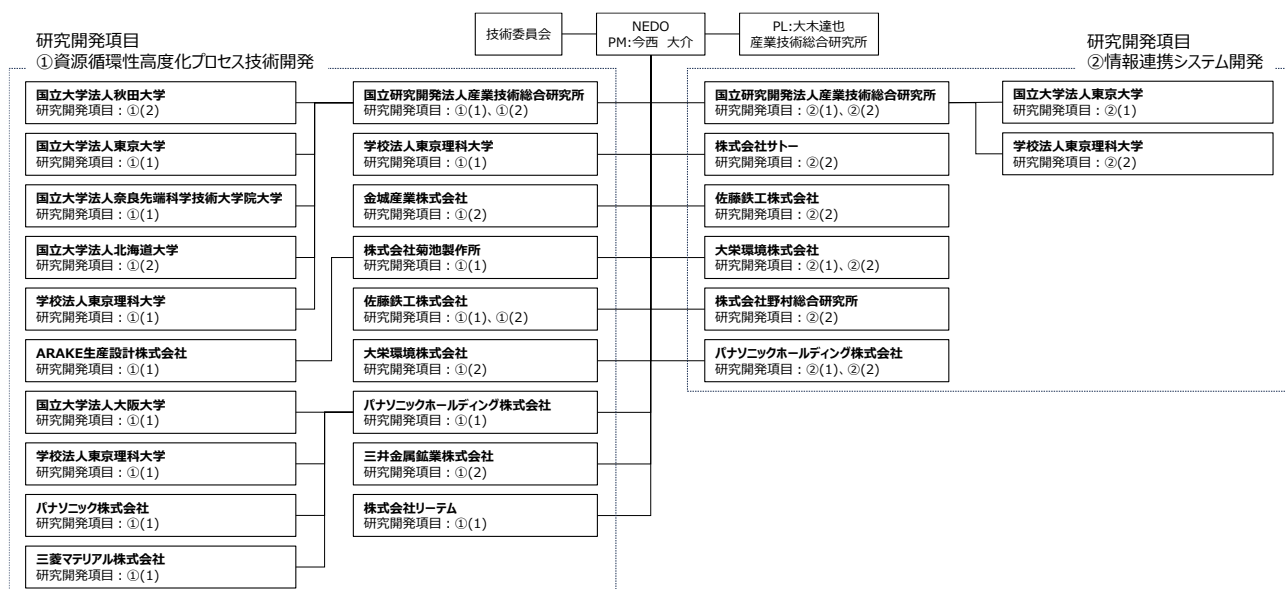 技術委員会
NEDO
PM:今西 大介
PL:大木達也
産業技術総合研究所
研究開発項目
①資源循環性高度化プロセス技術開発
国立大学法人秋田大学
研究開発項目：①(2)
国立大学法人東京大学
研究開発項目：①(1)
国立大学法人奈良先端科学技術大学院大学
研究開発項目：①(1)
国立大学法人北海道大学
研究開発項目：①(2)
学校法人東京理科大学
研究開発項目：①(1)
ARAKE生産設計株式会社
研究開発項目：①(1)
国立大学法人大阪大学
研究開発項目：①(1)
学校法人東京理科大学
研究開発項目：①(1)
パナソニック株式会社
研究開発項目：①(1)
三菱マテリアル株式会社
研究開発項目：①(1)
国立研究開発法人産業技術総合研究所
研究開発項目：①(1)、①(2)
学校法人東京理科大学
研究開発項目：①(1)
金城産業株式会社
研究開発項目：①(2)
株式会社菊池製作所
研究開発項目：①(1)
佐藤鉄工株式会社
研究開発項目：①(1)、①(2)
大栄環境株式会社
研究開発項目：①(2)
パナソニックホールディング株式会社
研究開発項目：①(1)
三井金属鉱業株式会社
研究開発項目：①(2)
株式会社リーテム
研究開発項目：①(1)
研究開発項目
②情報連携システム開発
国立研究開発法人産業技術総合研究所
研究開発項目：②(1)、②(2)
株式会社サトー
研究開発項目：②(2)
佐藤鉄工株式会社
研究開発項目：②(2)
大栄環境株式会社
研究開発項目：②(1)、②(2)
株式会社野村総合研究所
研究開発項目：②(2)
パナソニックホールディング株式会社
研究開発項目：②(1)、②(2)
国立大学法人東京大学
研究開発項目：②(1)
学校法人東京理科大学
研究開発項目：②(2)